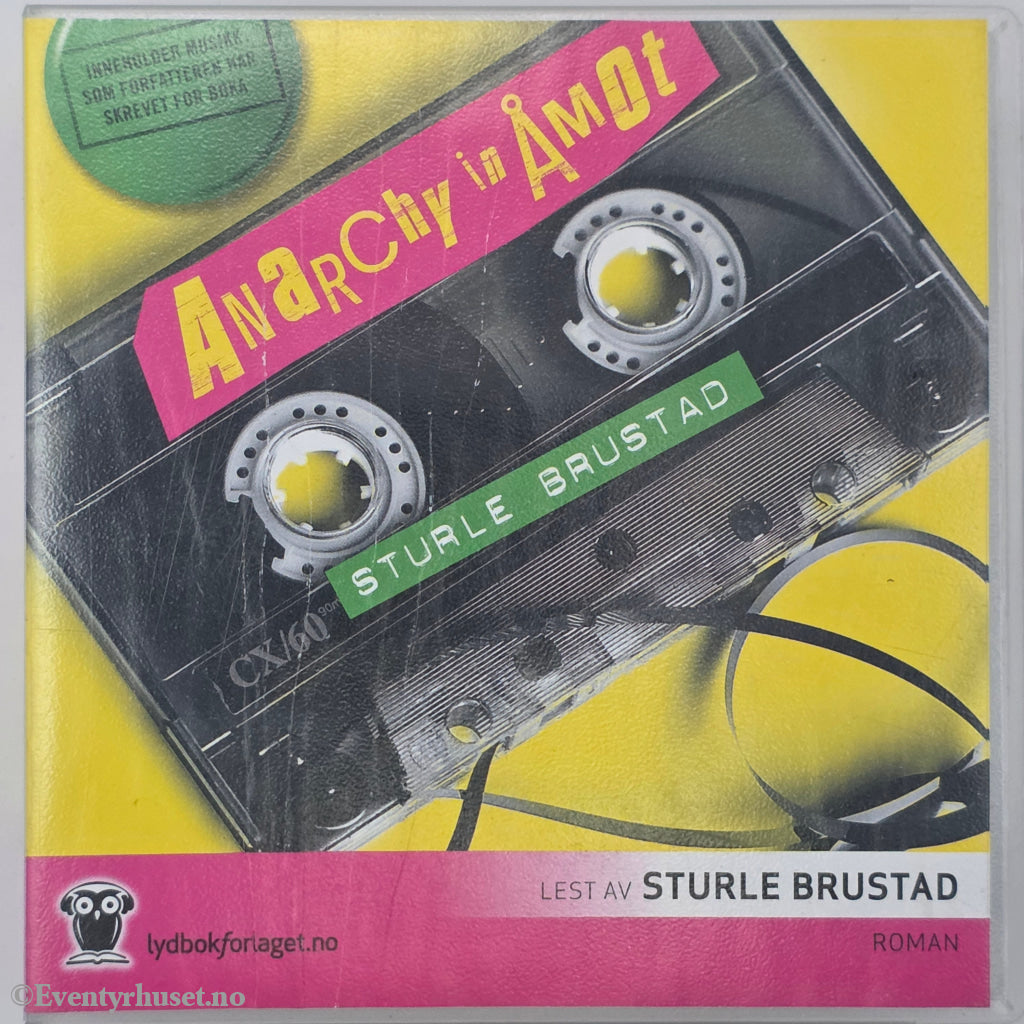 INNEHOLDER MUSIKK
SOM FORFATTEREN HAR
SKREVET FOR BOKA
ANARCHY in ÅMOT
STURLE BRUSTAD
CX/60 90m
LEST AV STURLE BRUSTAD
lydbokforlaget.no
ROMAN
©Eventyrhuset.no